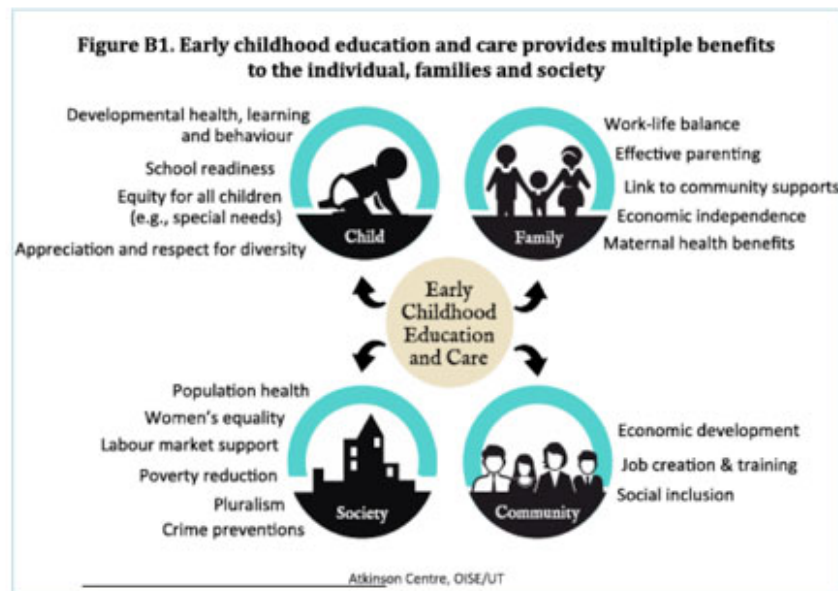 Figure B1. Early childhood education and care provides multiple benefits
to the individual, families and society
Developmental health, learning
and behaviour
School readiness
Equity for all children
(e.g., special needs)
Appreciation and respect for diversity
Child
Work-life balance
Effective parenting
Link to community supports
Economic independence
Maternal health benefits
Family
Early
Childhood
Education
and Care
Population health
Women's equality
Labour market support
Poverty reduction
Pluralism
Crime preventions
Society
Economic development
Job creation & training
Social inclusion
Community
Atkinson Centre, OISE/UT